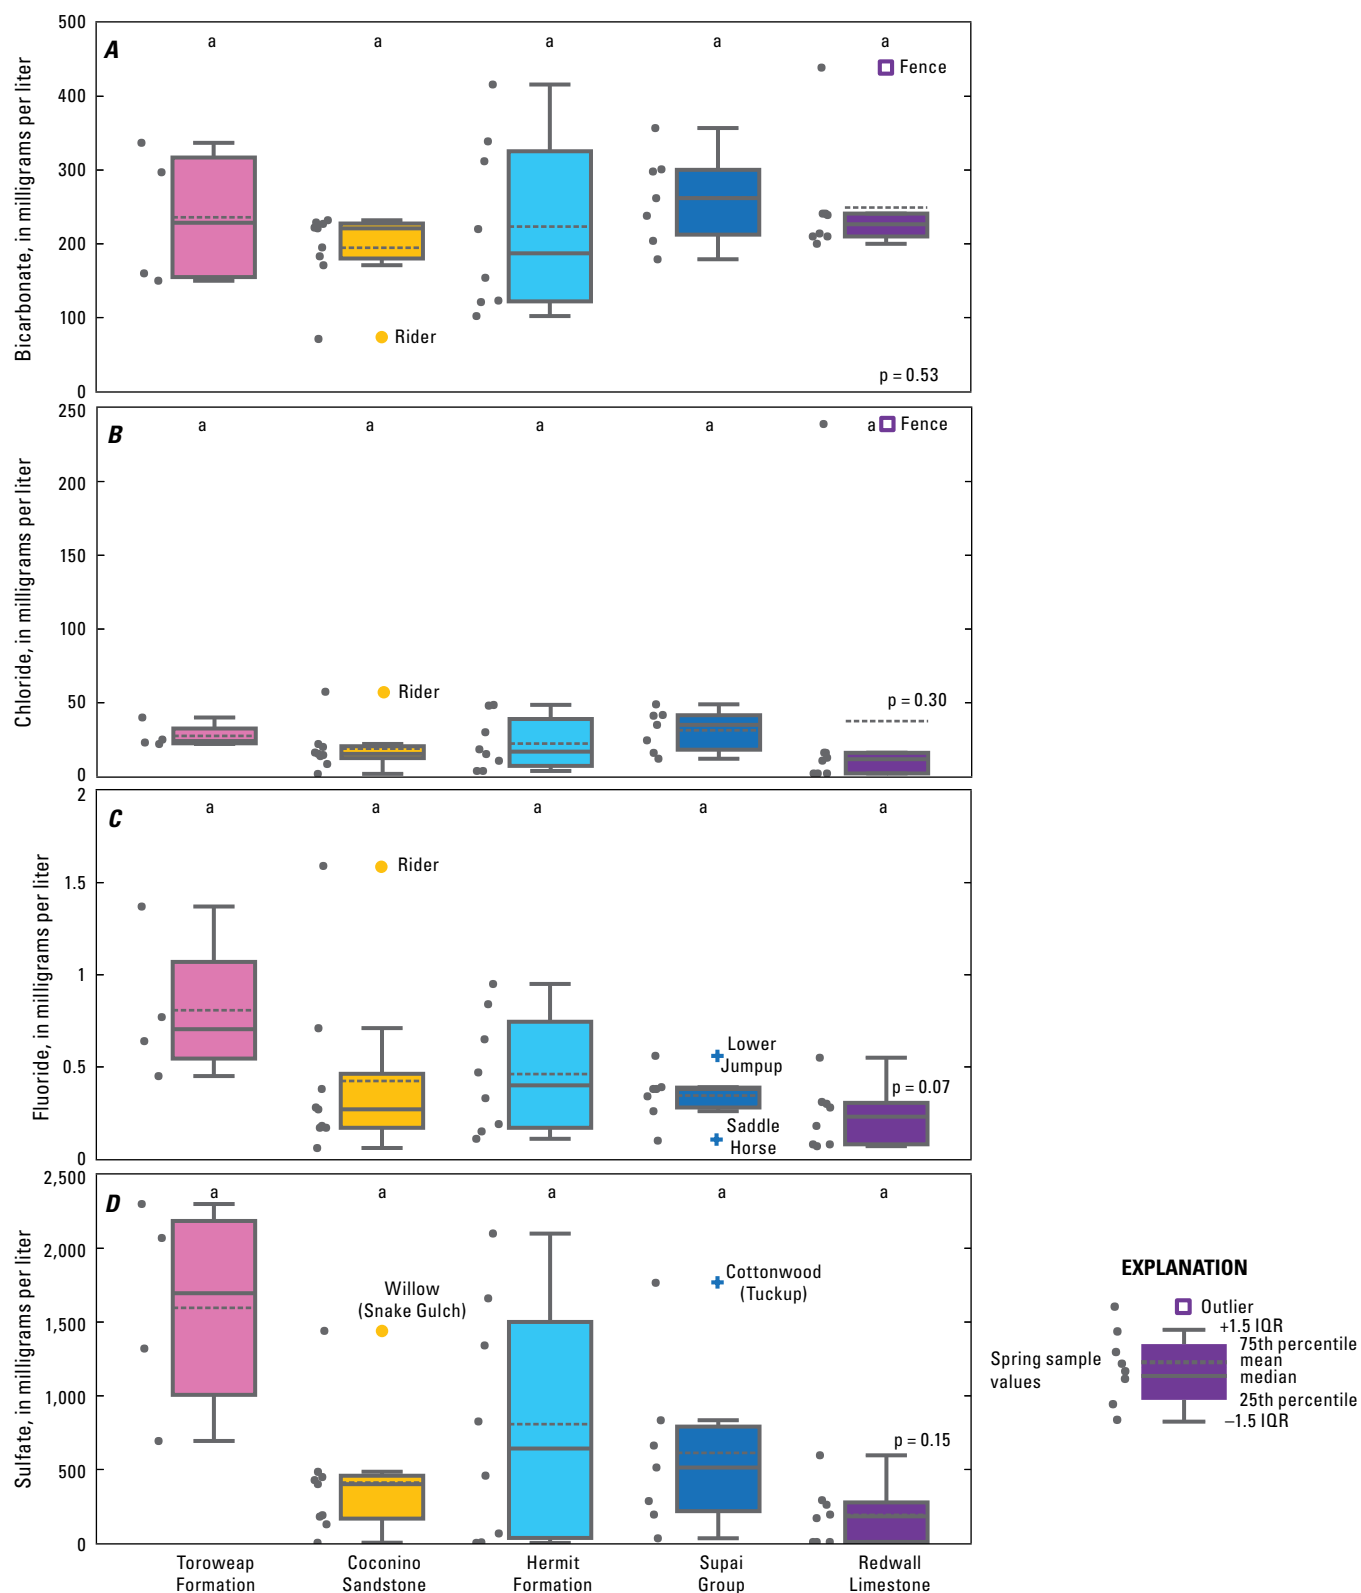 A
a a a a a
Fence
500
400
300
200
100
0
Bicarbonate, in milligrams per liter
Rider
p = 0.53
B
a a a a a
Fence
250
200
150
100
50
0
Chloride, in milligrams per liter
Rider
p = 0.30
C
a a a a a
2
1.5
1
0.5
0
Fluoride, in milligrams per liter
Rider
Lower
Jumpup
Saddle
Horse
p = 0.07
D
a a a a a
2,500
2,000
1,500
1,000
500
0
Sulfate, in milligrams per liter
Willow
(Snake Gulch)
Cottonwood
(Tuckup)
p = 0.15
Toroweap
Formation
Coconino
Sandstone
Hermit
Formation
Supai
Group
Redwall
Limestone
EXPLANATION
Outlier
+1.5 IQR
75th percentile
mean
median
25th percentile
–1.5 IQR
Spring sample
values